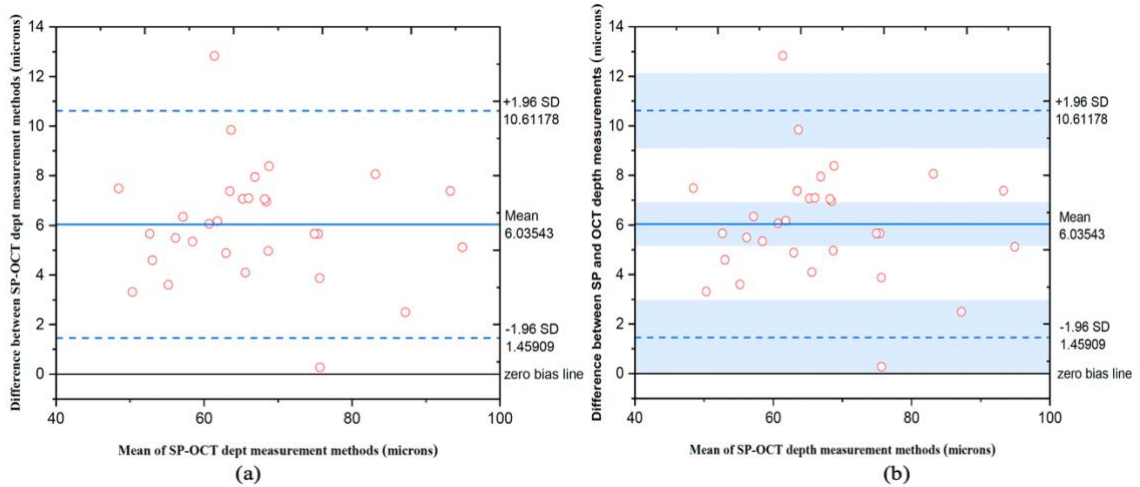 Difference between SP-OCT dept measurement methods (microns)
14
12
10
8
6
4
2
0
40
60
80
100
+1.96 SD
10.61178
Mean
6.03543
-1.96 SD
1.45909
zero bias line
Mean of SP-OCT dept measurement methods (microns)
(a)
Difference between SP and OCT depth measurements (microns)
14
12
10
8
6
4
2
0
40
60
80
100
+1.96 SD
10.61178
Mean
6.03543
-1.96 SD
1.45909
zero bias line
Mean of SP-OCT depth measurement methods (microns)
(b)